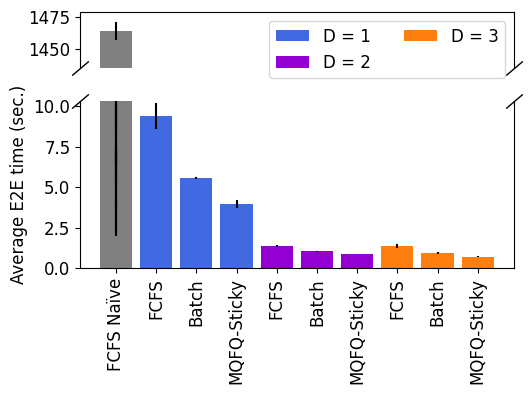 1475
1450
10.0
7.5
5.0
2.5
0.0
Average E2E time (sec.)
D = 1
D = 2
D = 3
FCFS Naïve
FCFS
Batch
MQFQ-Sticky
FCFS
Batch
MQFQ-Sticky
FCFS
Batch
MQFQ-Sticky